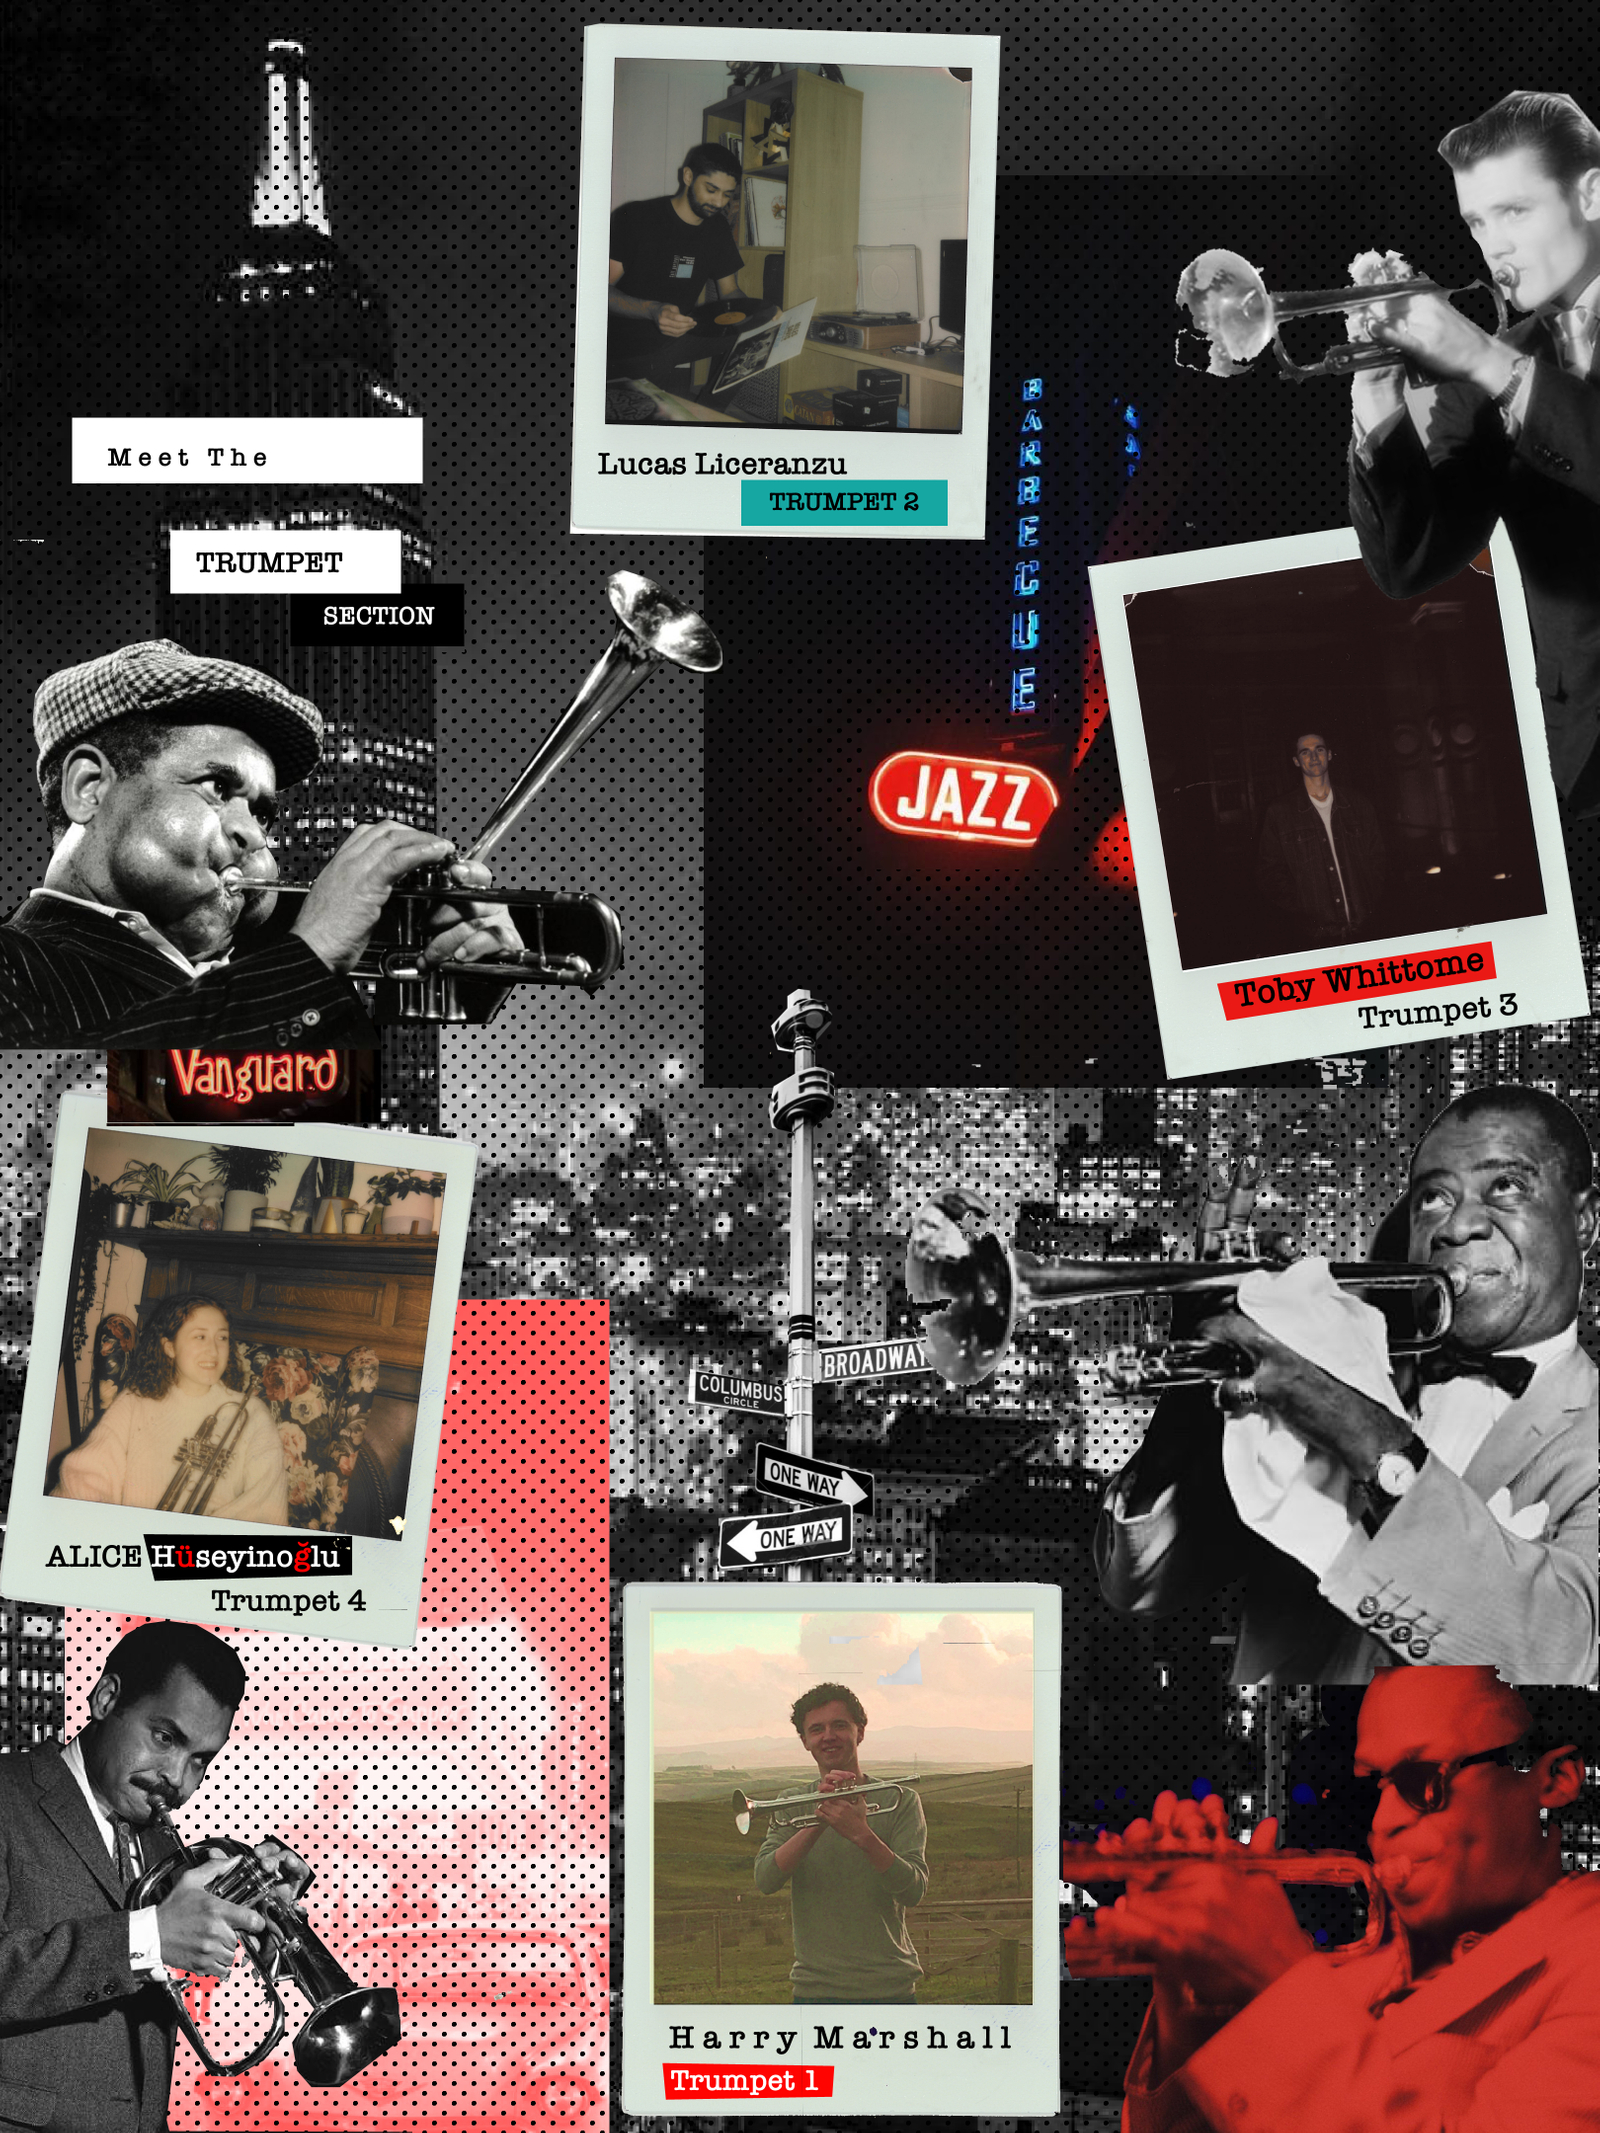 Meet The
TRUMPET
SECTION
Lucas Liceranzu
TRUMPET 2
BARBECUE
JAZZ
Toby Whittome
Trumpet 3
Vanguard
ALICE Hüseyinoğlu
Trumpet 4
BROADWAY
COLUMBUS
CIRCLE
ONE WAY
ONE WAY
Harry Marshall
Trumpet 1